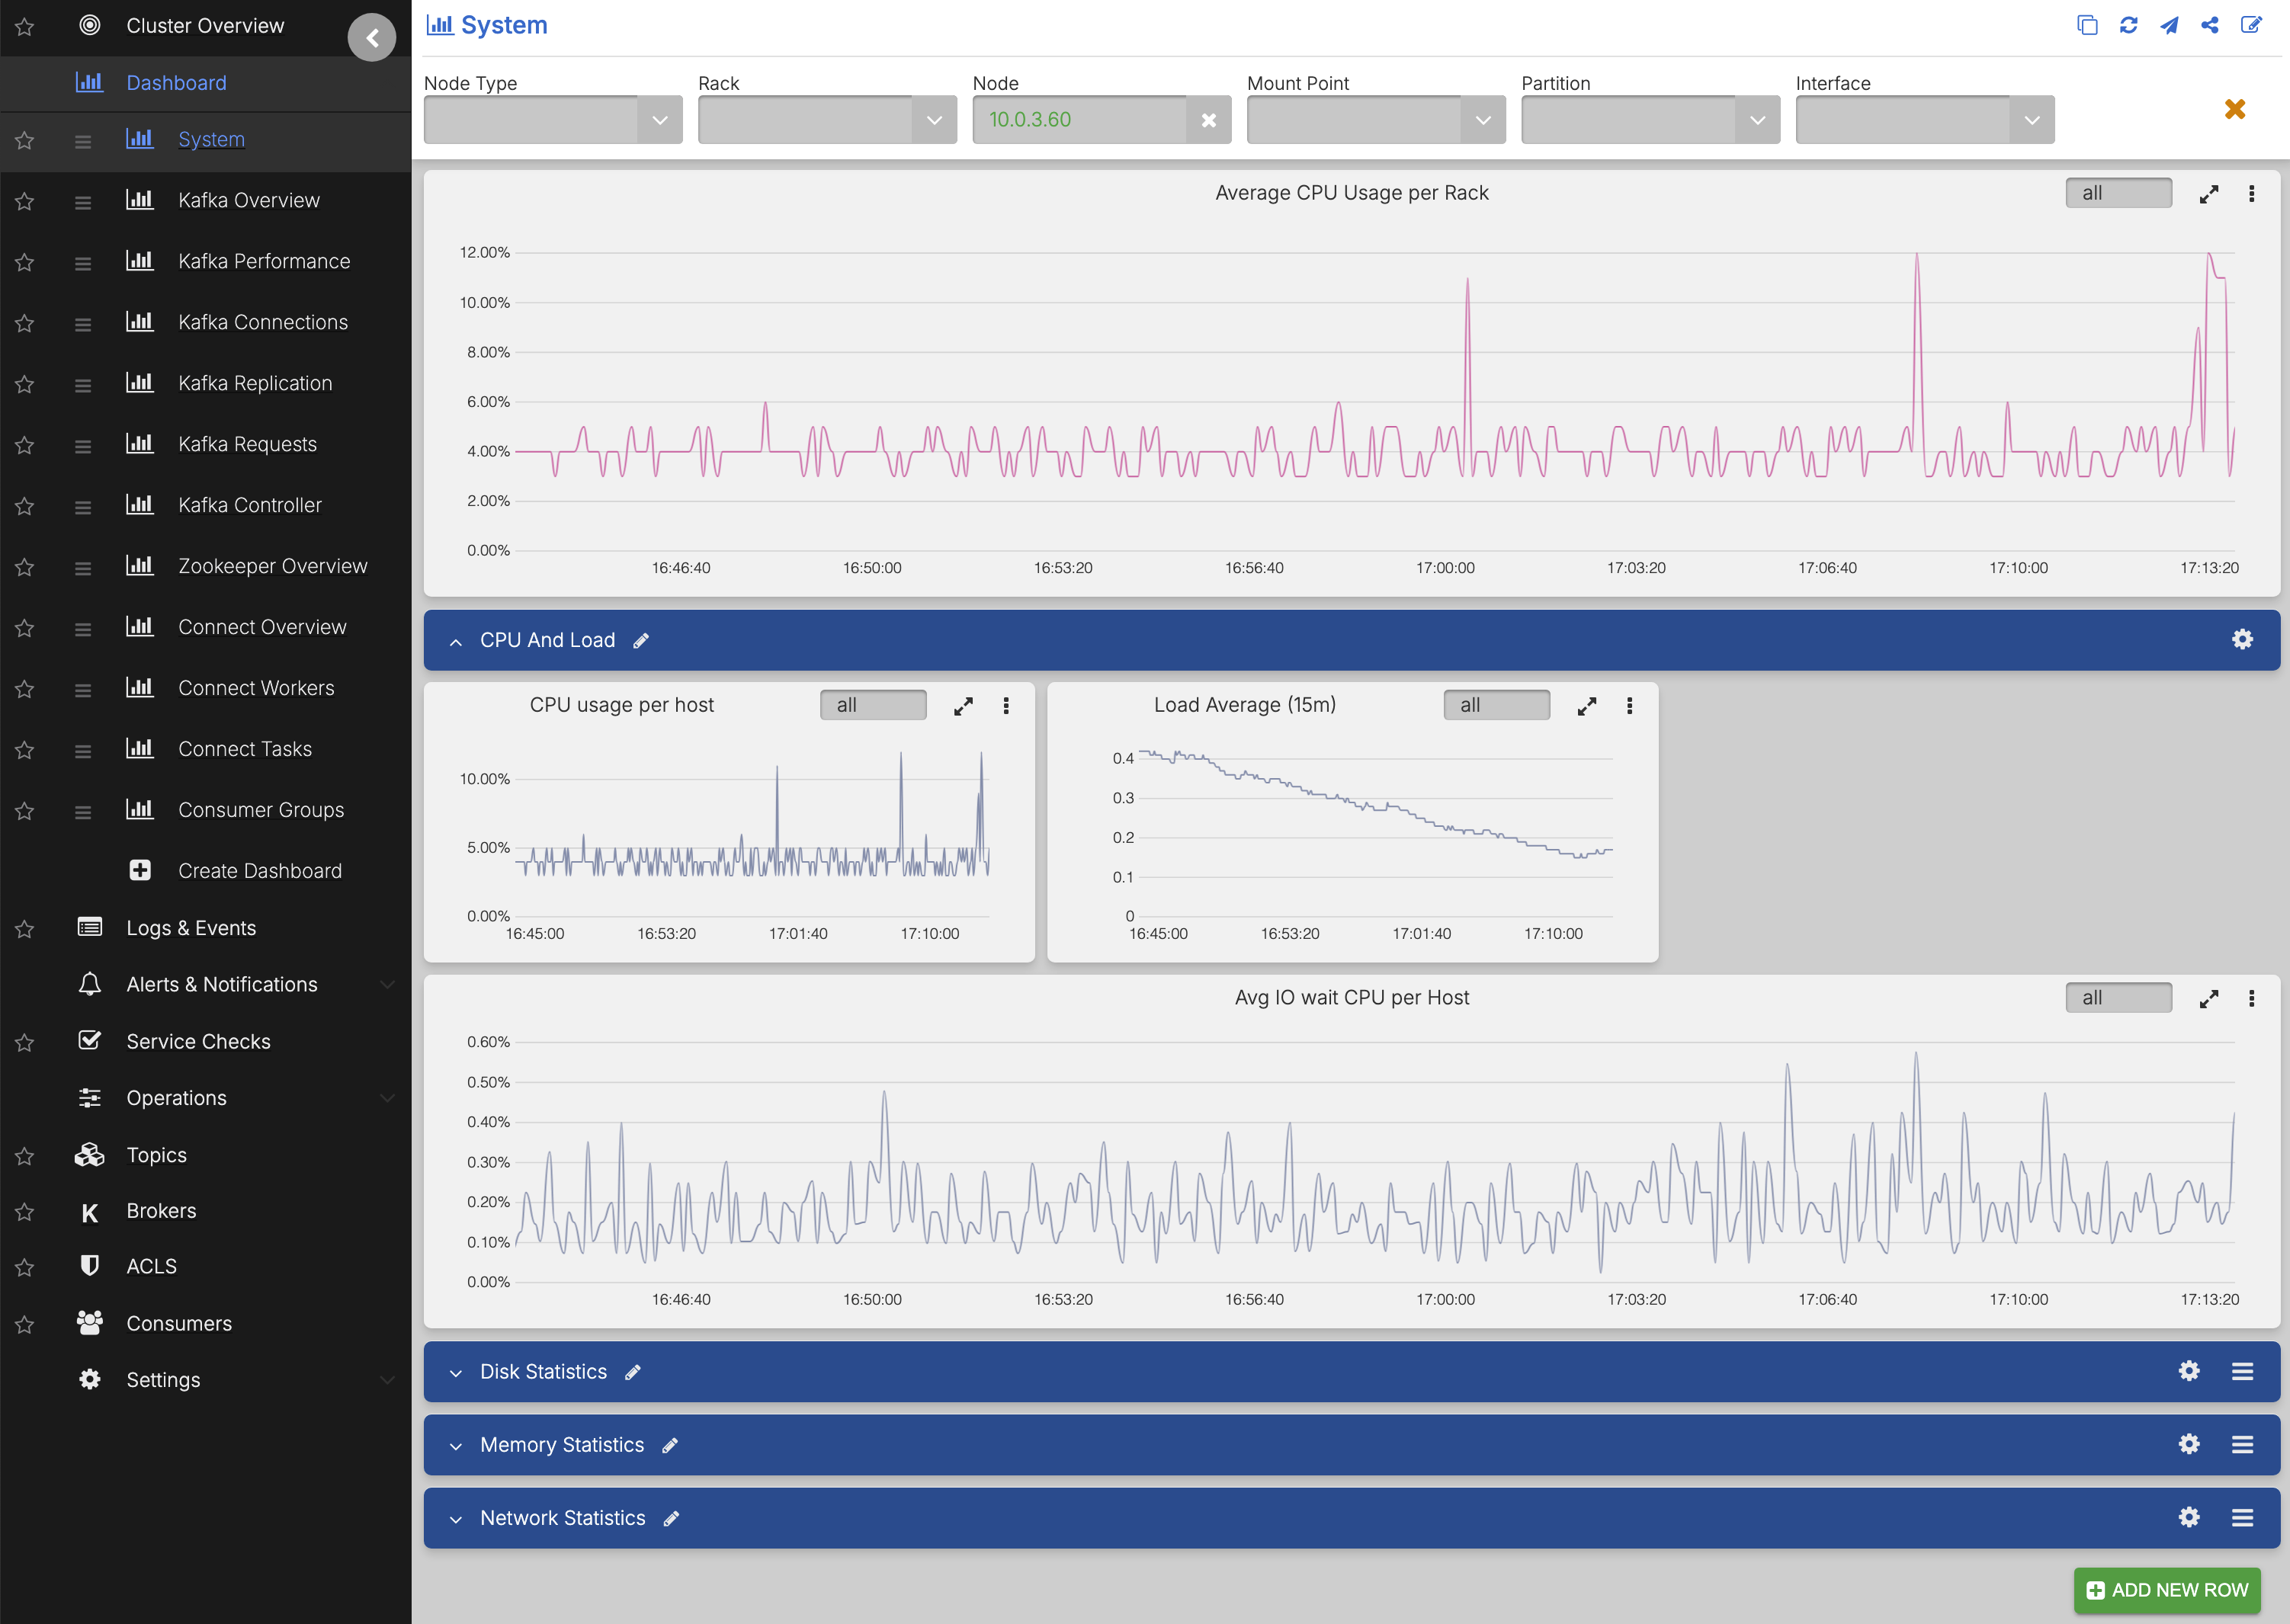 Cluster Overview
Dashboard
System
Kafka Overview
Kafka Performance
Kafka Connections
Kafka Replication
Kafka Requests
Kafka Controller
Zookeeper Overview
Connect Overview
Connect Workers
Connect Tasks
Consumer Groups
Create Dashboard
Logs & Events
Alerts & Notifications
Service Checks
Operations
Topics
K Brokers
ACLS
Consumers
Settings
System
Node Type Rack Node Mount Point Partition Interface
10.0.3.60
Average CPU Usage per Rack all
12.00%
10.00%
8.00%
6.00%
4.00%
2.00%
0.00%
16:46:40 16:50:00 16:53:20 16:56:40 17:00:00 17:03:20 17:06:40 17:10:00 17:13:20
CPU And Load
CPU usage per host all
10.00%
5.00%
0.00%
16:45:00 16:53:20 17:01:40 17:10:00
Load Average (15m) all
0.4
0.3
0.2
0.1
0
16:45:00 16:53:20 17:01:40 17:10:00
Avg IO wait CPU per Host all
0.60%
0.50%
0.40%
0.30%
0.20%
0.10%
0.00%
16:46:40 16:50:00 16:53:20 16:56:40 17:00:00 17:03:20 17:06:40 17:10:00 17:13:20
Disk Statistics
Memory Statistics
Network Statistics
ADD NEW ROW